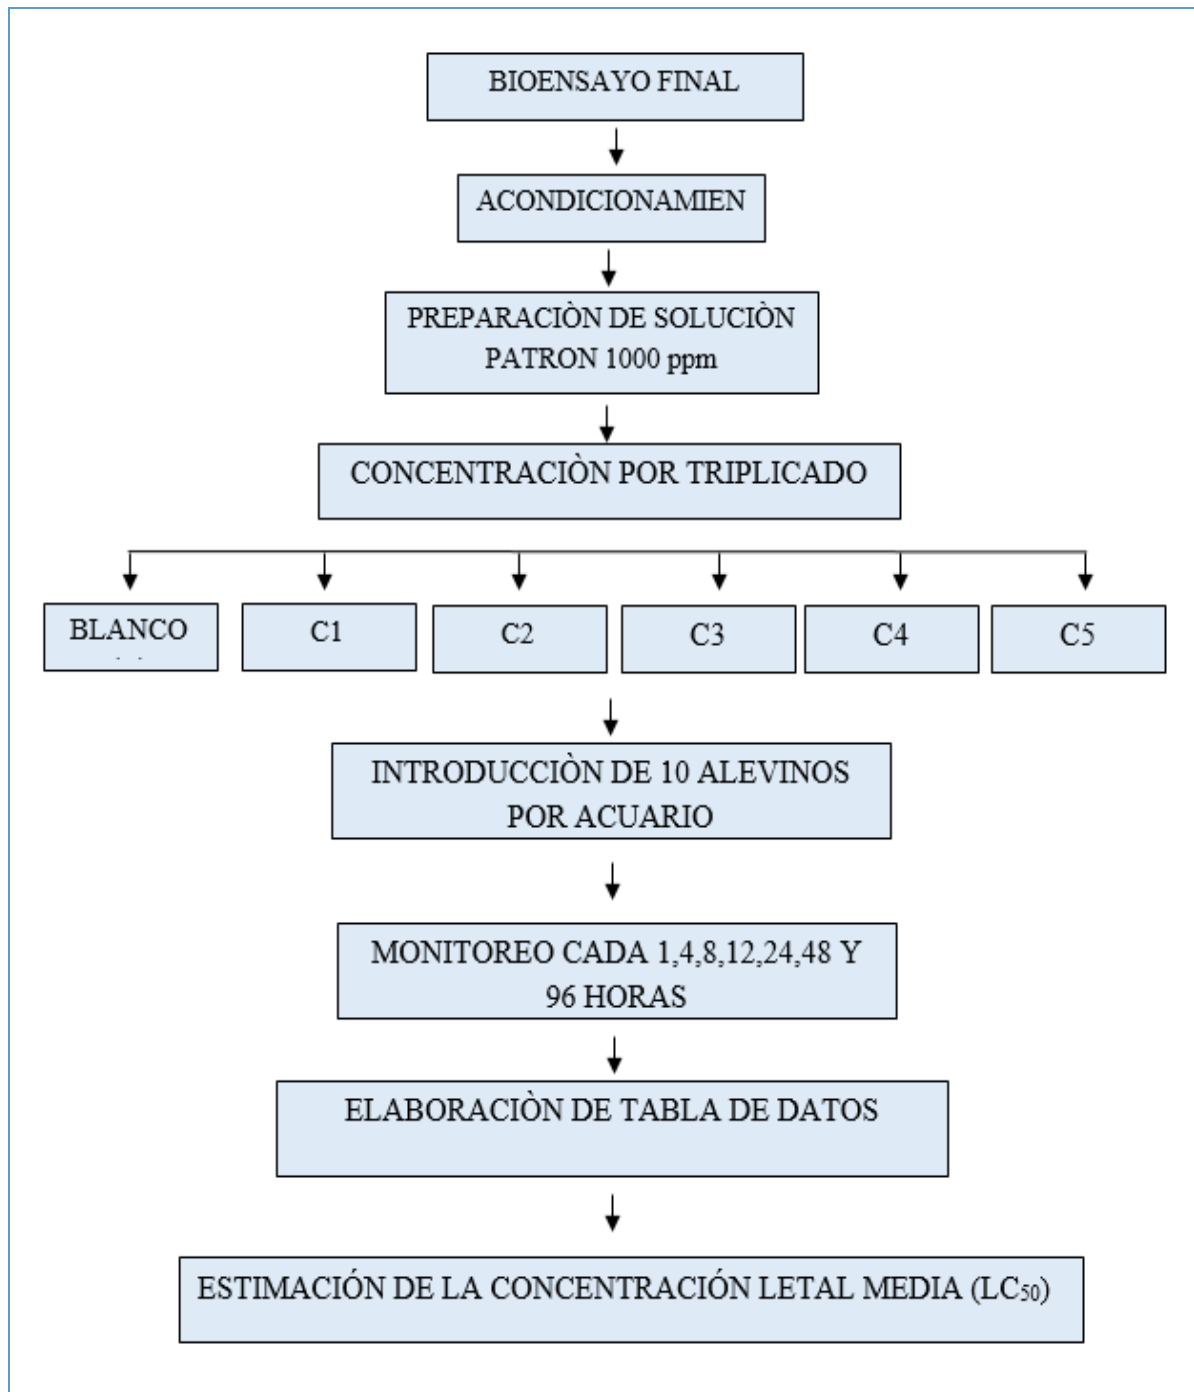 BIOENSAYO FINAL
ACONDICIONAMIEN
PREPARACIÒN DE SOLUCIÒN
PATRON 1000 ppm
CONCENTRACIÒN POR TRIPLICADO
BLANCO
C1
C2
C3
C4
C5
INTRODUCCIÒN DE 10 ALEVINOS
POR ACUARIO
MONITOREO CADA 1,4,8,12,24,48 Y
96 HORAS
ELABORACIÒN DE TABLA DE DATOS
ESTIMACIÓN DE LA CONCENTRACIÓN LETAL MEDIA (LC₅₀)